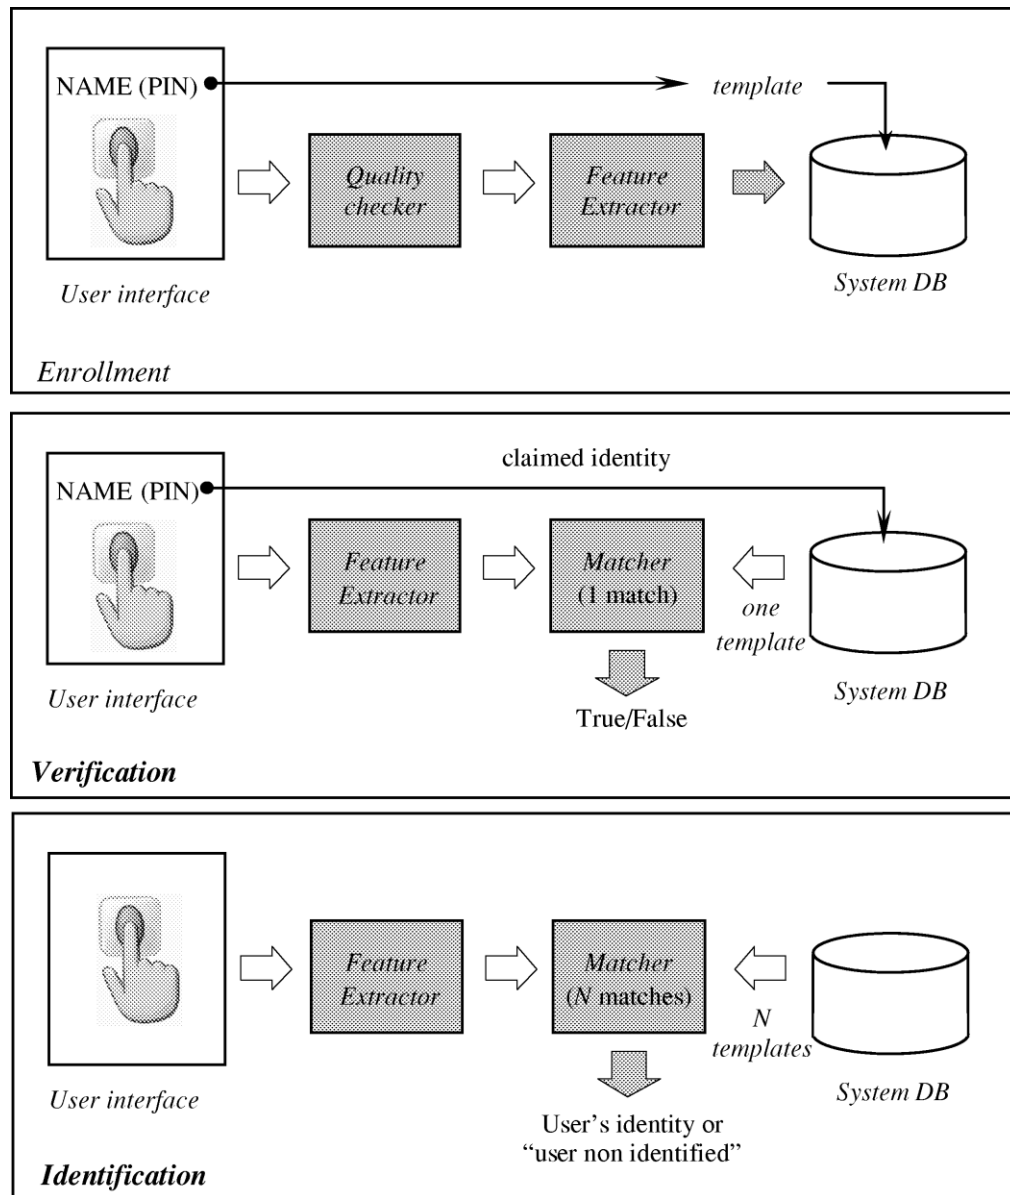 NAME (PIN)
template
Quality
checker
Feature
Extractor
User interface
System DB
Enrollment
claimed identity
NAME (PIN)
Feature
Extractor
Matcher
(1 match)
one
template
User interface
System DB
True/False
Verification
Feature
Extractor
Matcher
(N matches)
N
templates
User interface
System DB
User’s identity or
“user non identified”
Identification